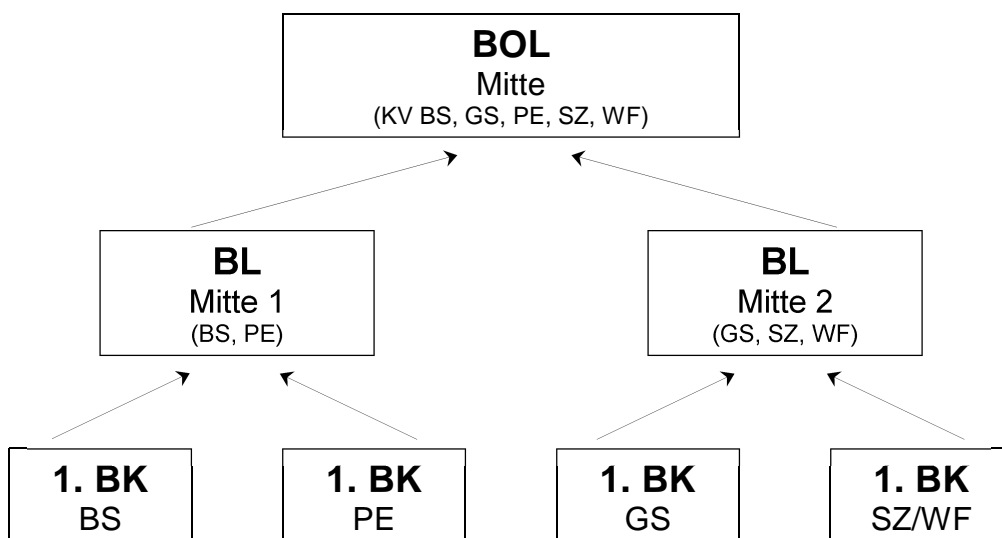 BOL
Mitte
(KV BS, GS, PE, SZ, WF)
BL
Mitte 1
(BS, PE)
BL
Mitte 2
(GS, SZ, WF)
1. BK
BS
1. BK
PE
1. BK
GS
1. BK
SZ/WF